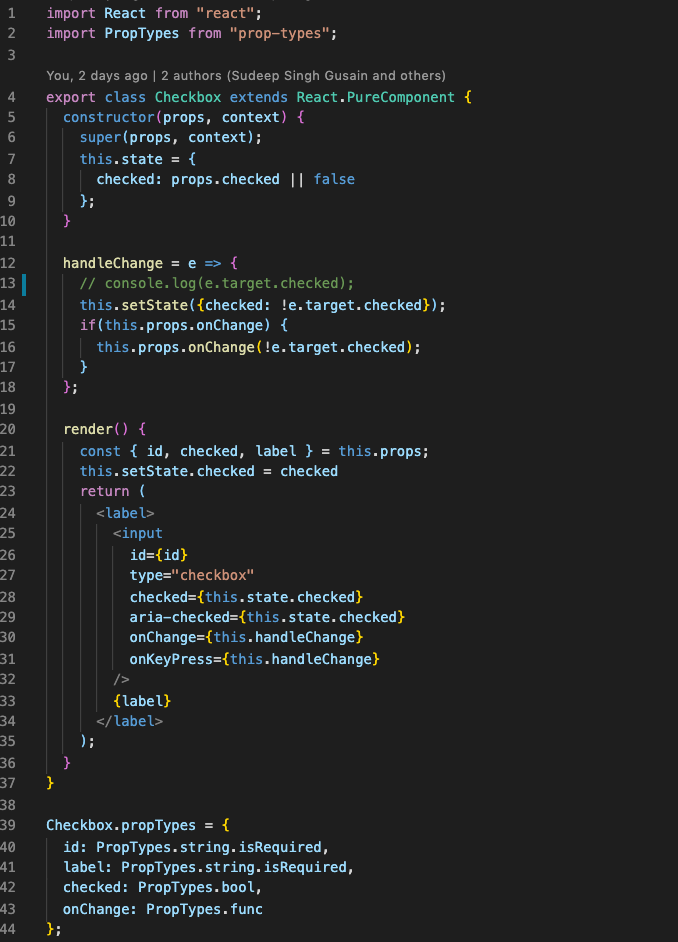 1 import React from "react";
2 import PropTypes from "prop-types";
3
You, 2 days ago | 2 authors (Sudeep Singh Gusain and others)
4 export class Checkbox extends React.PureComponent {
5   constructor(props, context) {
6     super(props, context);
7     this.state = {
8       checked: props.checked || false
9     };
10   }
11
12   handleChange = e => {
13     // console.log(e.target.checked);
14     this.setState({checked: !e.target.checked});
15     if(this.props.onChange) {
16       this.props.onChange(!e.target.checked);
17     }
18   };
19
20   render() {
21     const { id, checked, label } = this.props;
22     this.setState.checked = checked
23     return (
24       <label>
25         <input
26           id={id}
27           type="checkbox"
28           checked={this.state.checked}
29           aria-checked={this.state.checked}
30           onChange={this.handleChange}
31           onKeyPress={this.handleChange}
32         />
33         {label}
34       </label>
35     );
36   }
37 }
38
39 Checkbox.propTypes = {
40   id: PropTypes.string.isRequired,
41   label: PropTypes.string.isRequired,
42   checked: PropTypes.bool,
43   onChange: PropTypes.func
44 };